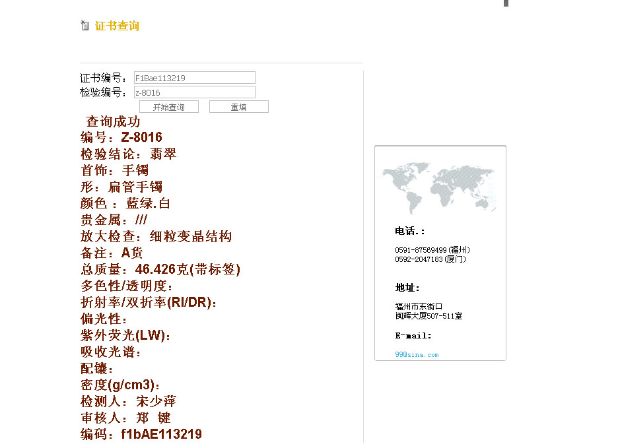 证书查询
证书编号: F1Bae113219
检验编号: z-8016
开始查询 重填
查询成功
编号: Z-8016
检验结论: 翡翠
首饰: 手镯
形: 扁管手镯
颜色 : 蓝绿.白
贵金属: ///
放大检查: 细粒变晶结构
备注: A货
总质量: 46.426克(带标签)
多色性/透明度:
折射率/双折率(RI/DR):
偏光性:
紫外荧光(LW):
吸收光谱:
配镶:
密度(g/cm3):
检测人: 宋少萍
审核人: 郑 键
编码: f1bAE113219
电话.:
0591-87569499(福州)
0592-2047183(厦门)
地址:
福州市东街口
闽辉大厦507-511室
E-mail: